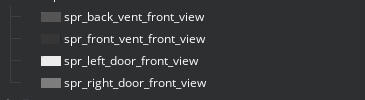 spr_back_vent_front_view
spr_front_vent_front_view
spr_left_door_front_view
spr_right_door_front_view